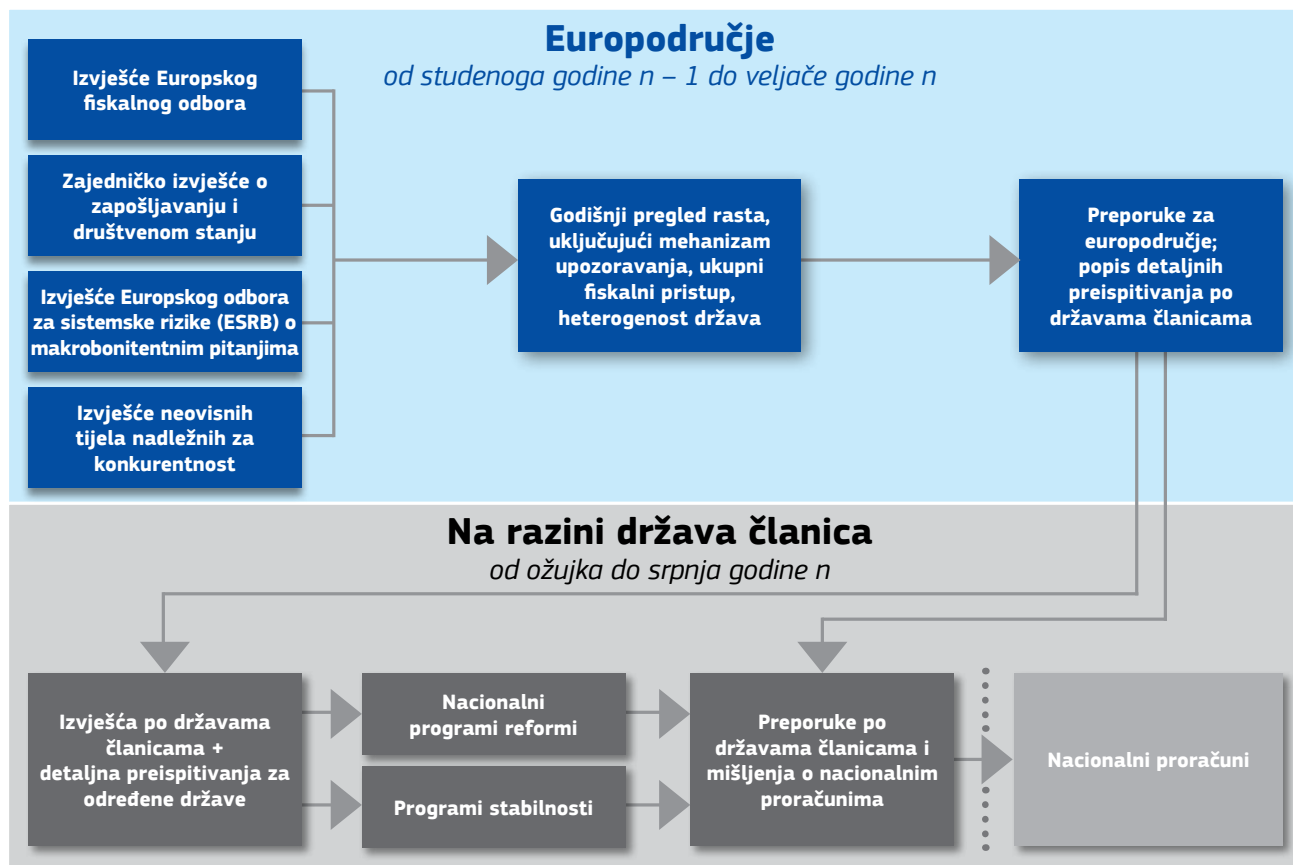 Europodručje
od studenoga godine n – 1 do veljače godine n
Izvješće Europskog
fiskalnog odbora
Zajedničko izvješće o
zapošljavanju i
društvenom stanju
Izvješće Europskog odbora
za sistemske rizike (ESRB) o
makrobonitentnim pitanjima
Izvješće neovisnih
tijela nadležnih za
konkurentnost
Godišnji pregled rasta,
uključujući mehanizam
upozoravanja, ukupni
fiskalni pristup,
heterogenost država
Preporuke za
europodručje;
popis detaljnih
preispitivanja po
državama članicama
Na razini država članica
od ožujka do srpnja godine n
Izvješća po državama
članicama +
detaljna preispitivanja za
određene države
Nacionalni
programi reformi
Programi stabilnosti
Preporuke po
državama članicama i
mišljenja o nacionalnim
proračunima
Nacionalni proračuni